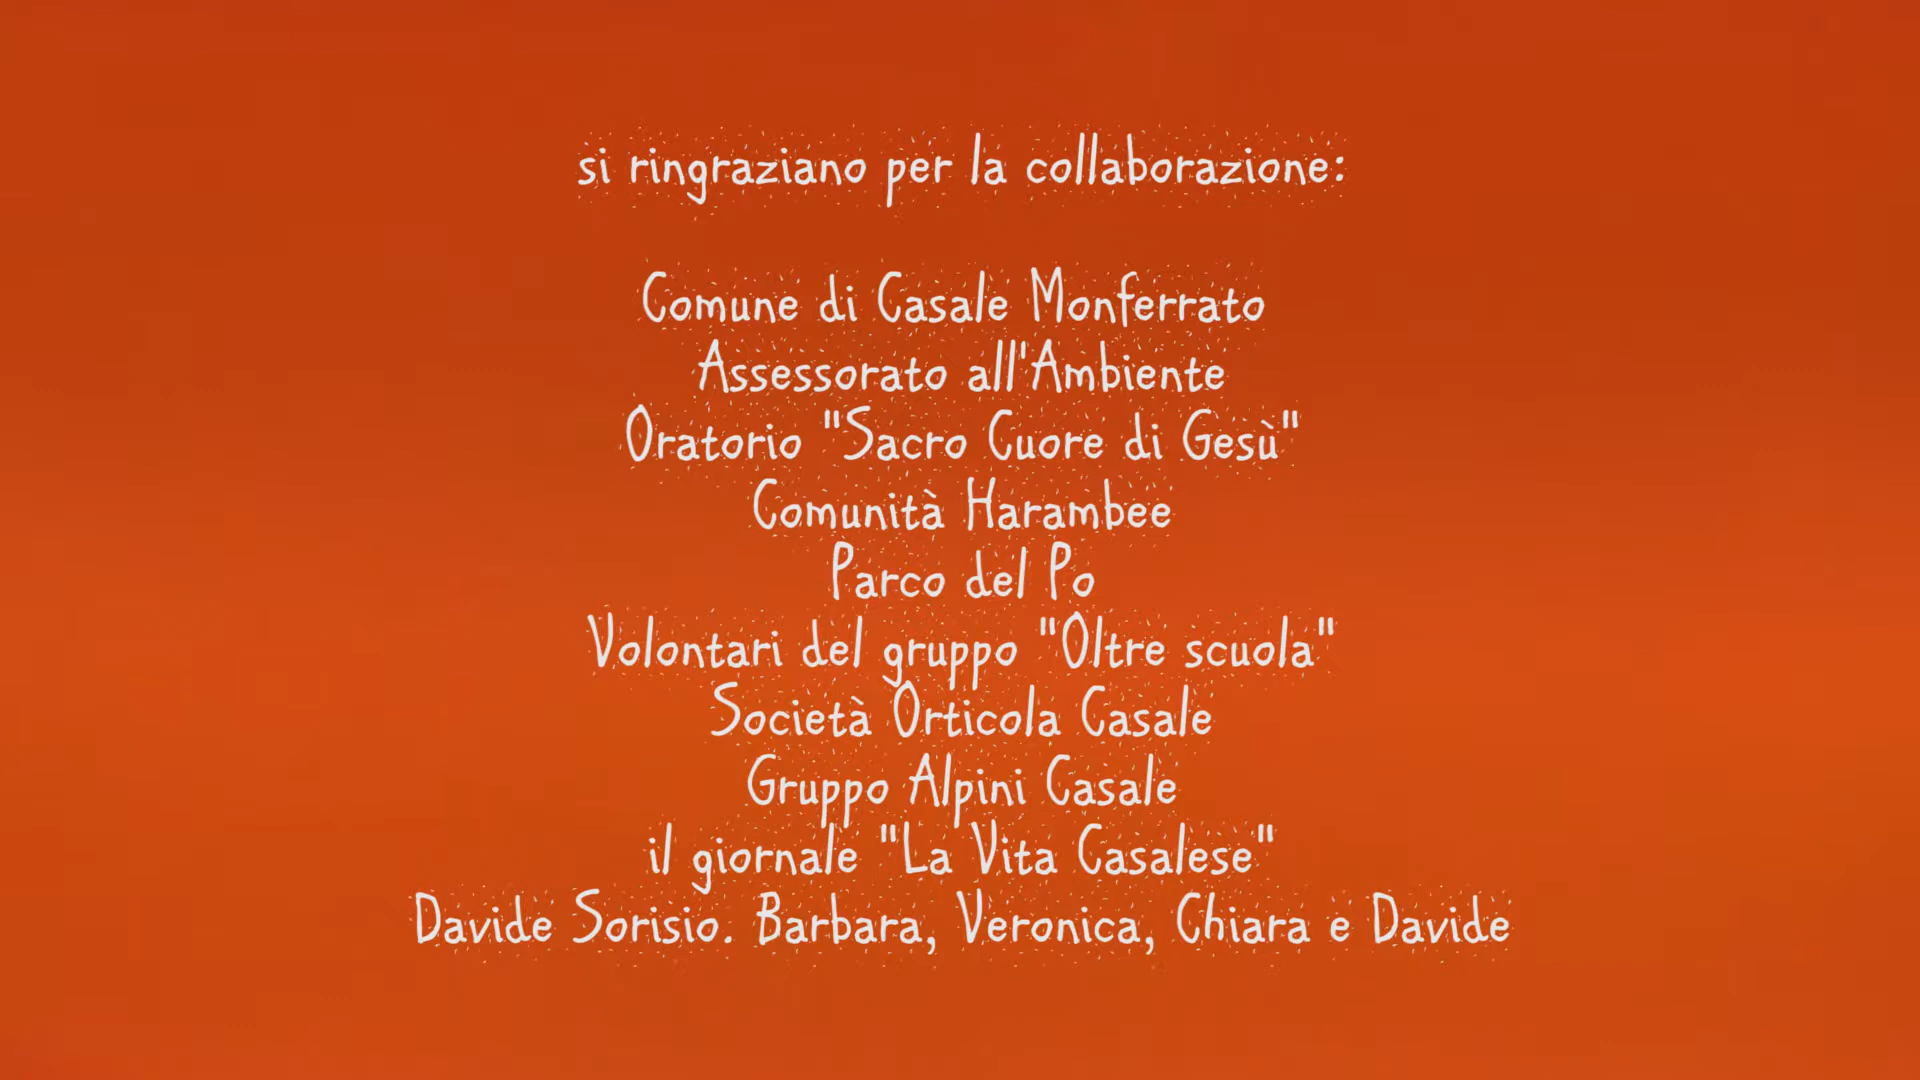 si ringraziano per la collaborazione:
Comune di Casale Monferrato
Assessorato all'Ambiente
Oratorio "Sacro Cuore di Gesù"
Comunità Harambee
Parco del Po
Volontari del gruppo "Oltre scuola"
Società Orticola Casale
Gruppo Alpini Casale
il giornale "La Vita Casalese"
Davide Sorisio. Barbara, Veronica, Chiara e Davide